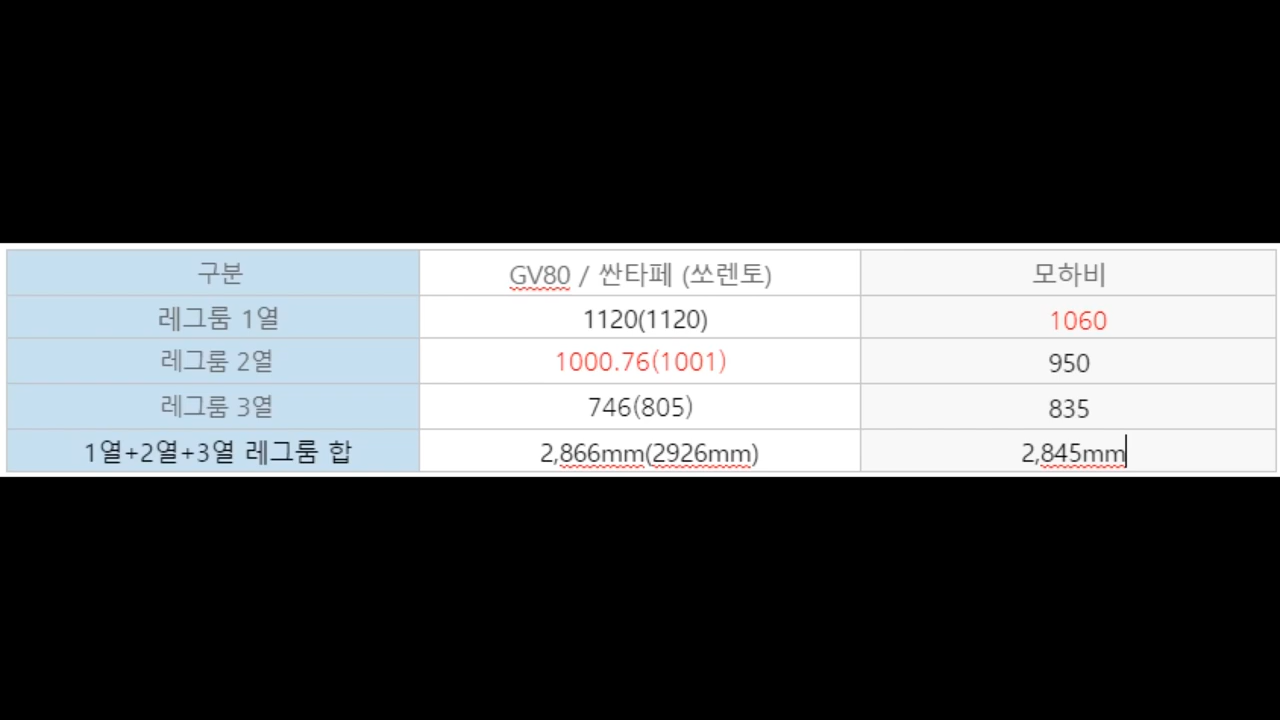 구분 GV80 / 싼타페 (쏘렌토) 모하비
레그룸 1열 1120(1120) 1060
레그룸 2열 1000.76(1001) 950
레그룸 3열 746(805) 835
1열+2열+3열 레그룸 합 2,866mm(2926mm) 2,845mm